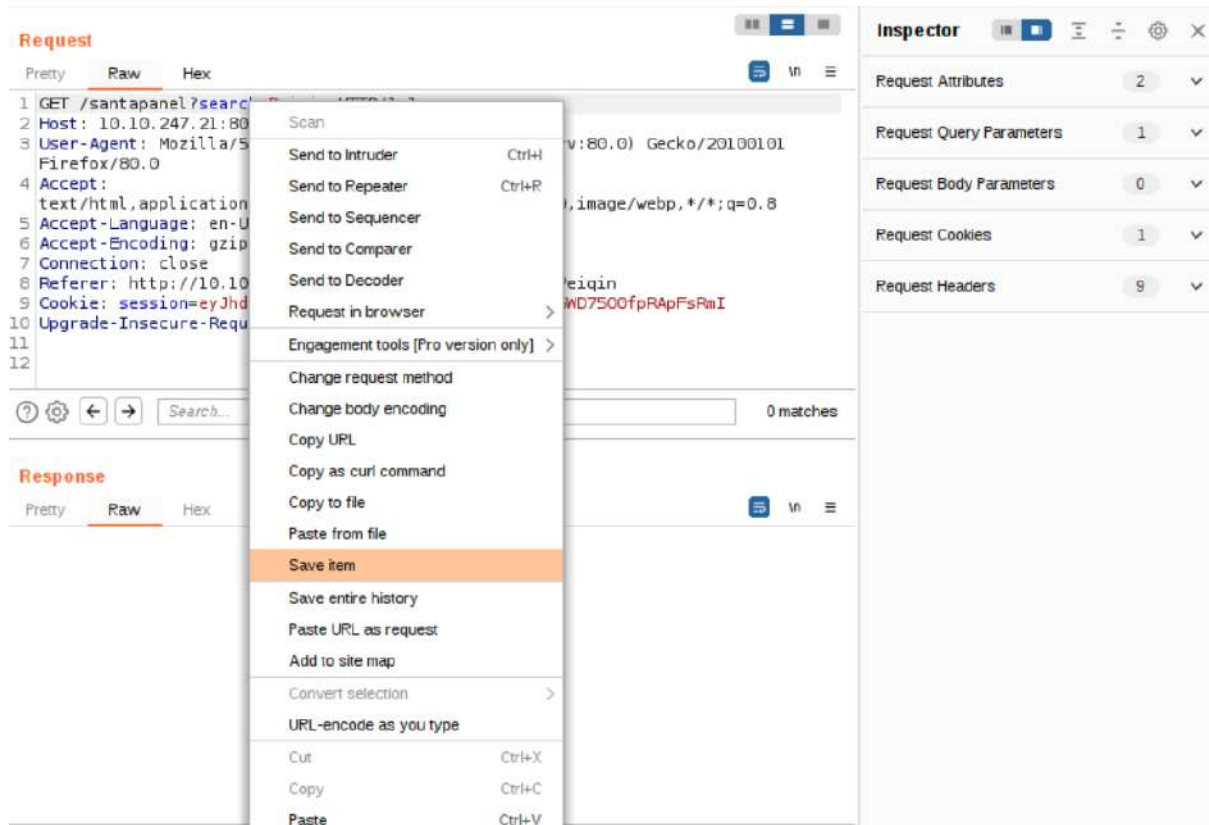 Request
Pretty Raw Hex
\n
1 GET /santapanel?search
2 Host: 10.10.247.21:80
3 User-Agent: Mozilla/5 v:80.0) Gecko/20100101
Firefox/80.0
4 Accept:
text/html,application ,image/webp,*/*;q=0.8
5 Accept-Language: en-U
6 Accept-Encoding: gzip
7 Connection: close
8 Referer: http://10.10 Peiqin
9 Cookie: session=eyJhd WD7500fpRApFsRmI
10 Upgrade-Insecure-Requ
11
12
Search...
0 matches
Response
Pretty Raw Hex
\n
Scan
Send to Intruder Ctrl+I
Send to Repeater Ctrl+R
Send to Sequencer
Send to Comparer
Send to Decoder
Request in browser >
Engagement tools [Pro version only] >
Change request method
Change body encoding
Copy URL
Copy as curl command
Copy to file
Paste from file
Save item
Save entire history
Paste URL as request
Add to site map
Convert selection >
URL-encode as you type
Cut Ctrl+X
Copy Ctrl+C
Paste Ctrl+V
Inspector
Request Attributes 2
Request Query Parameters 1
Request Body Parameters 0
Request Cookies 1
Request Headers 9